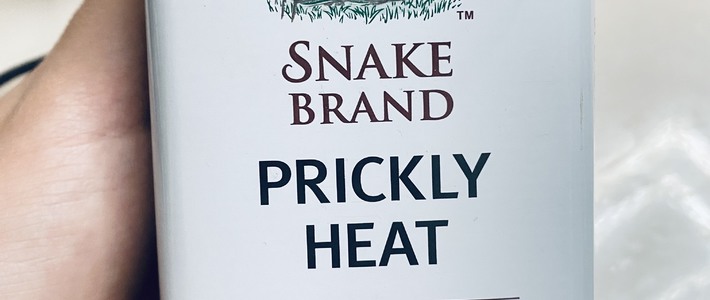 TM
SNAKE
BRAND
PRICKLY
HEAT